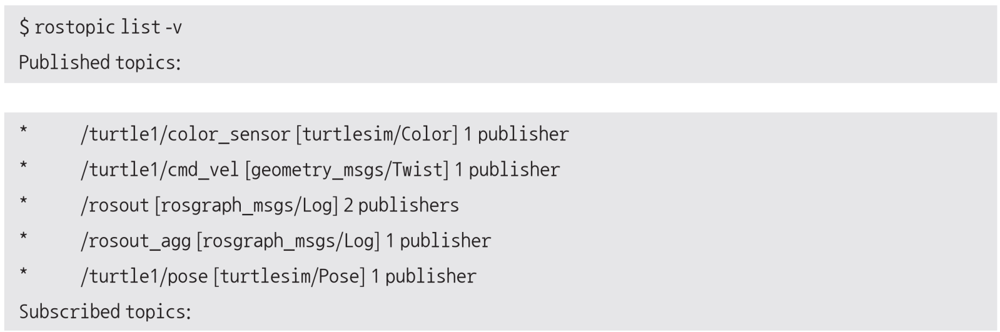 $ rostopic list -v
Published topics:
* /turtle1/color_sensor [turtlesim/Color] 1 publisher
* /turtle1/cmd_vel [geometry_msgs/Twist] 1 publisher
* /rosout [rosgraph_msgs/Log] 2 publishers
* /rosout_agg [rosgraph_msgs/Log] 1 publisher
* /turtle1/pose [turtlesim/Pose] 1 publisher
Subscribed topics: